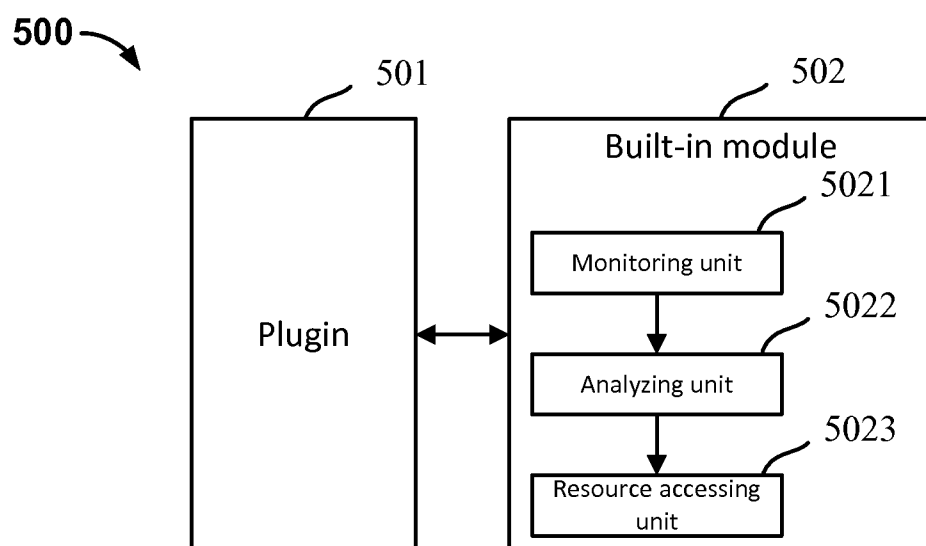 500
501
502
Built-in module
5021
Monitoring unit
5022
Plugin
Analyzing unit
5023
Resource accessing
unit